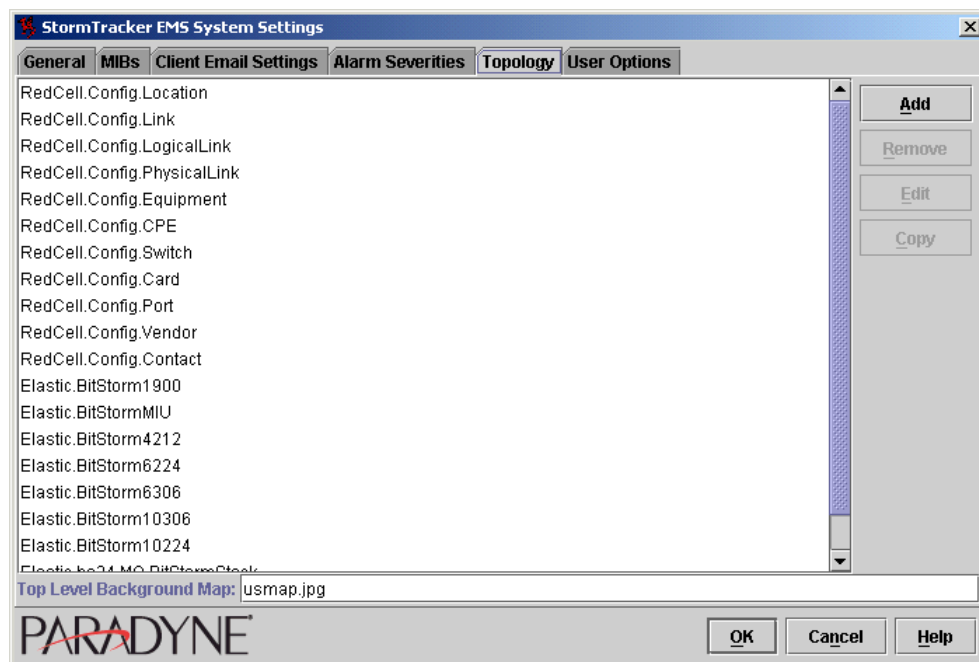 StormTracker EMS System Settings
General MIBs Client Email Settings Alarm Severities Topology User Options
RedCell.Config.Location
RedCell.Config.Link
RedCell.Config.LogicalLink
RedCell.Config.PhysicalLink
RedCell.Config.Equipment
RedCell.Config.CPE
RedCell.Config.Switch
RedCell.Config.Card
RedCell.Config.Port
RedCell.Config.Vendor
RedCell.Config.Contact
Elastic.BitStorm1900
Elastic.BitStormMIU
Elastic.BitStorm4212
Elastic.BitStorm6224
Elastic.BitStorm6306
Elastic.BitStorm10306
Elastic.BitStorm10224
Add
Remove
Edit
Copy
Top Level Background Map: usmap.jpg
PARADYNE
OK Cancel Help